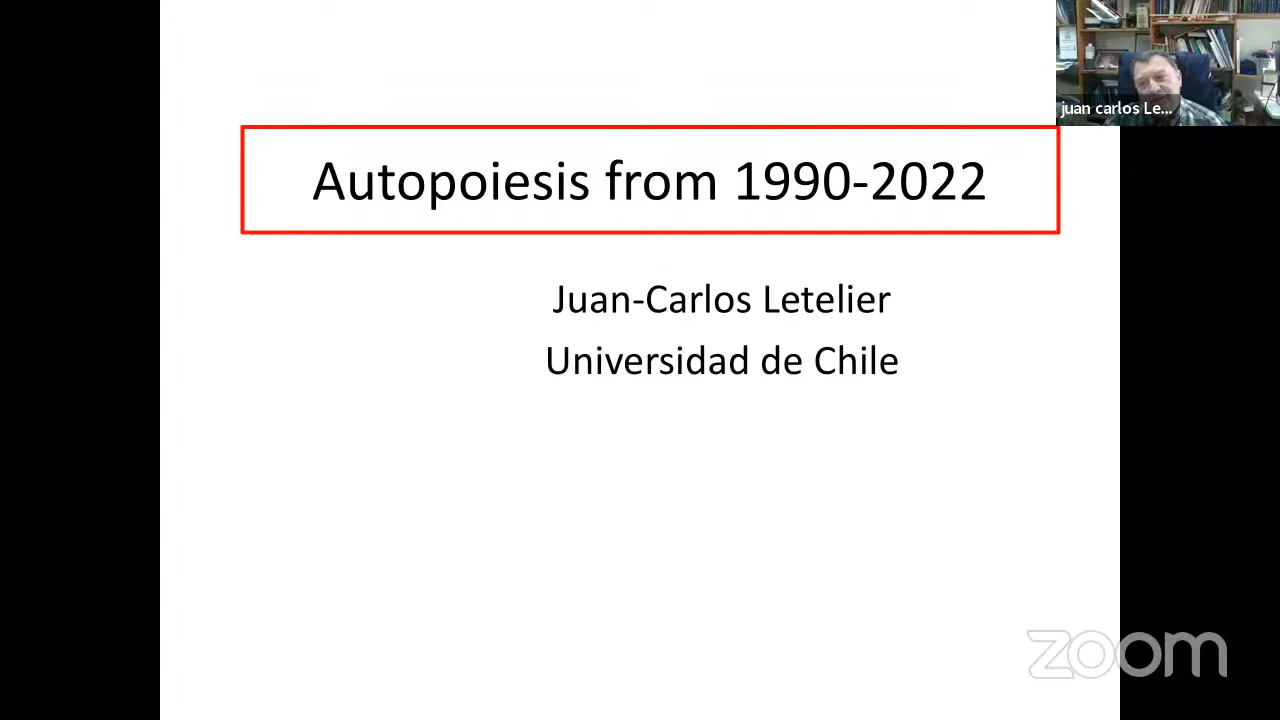 juan carlos Le...
Autopoiesis from 1990-2022
Juan-Carlos Letelier
Universidad de Chile
zoom